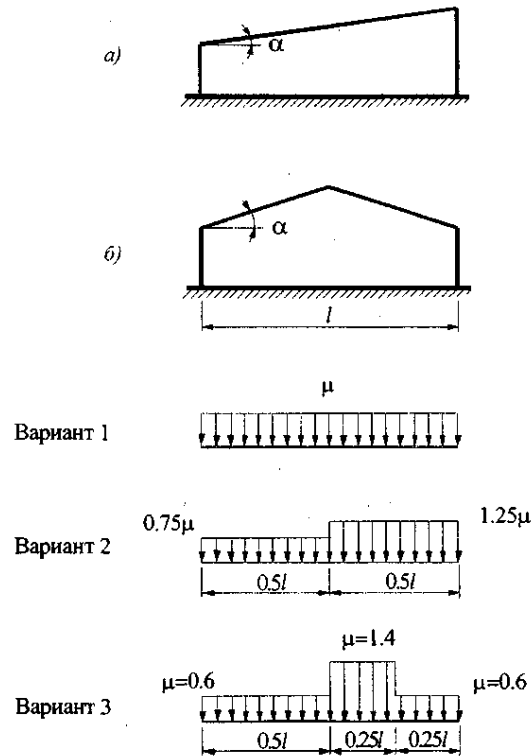 а)
α
б)
α
l
μ
Вариант 1
0.75μ
1.25μ
Вариант 2
0.5l
0.5l
μ=1.4
μ=0.6
μ=0.6
Вариант 3
0.5l
0.25l
0.25l